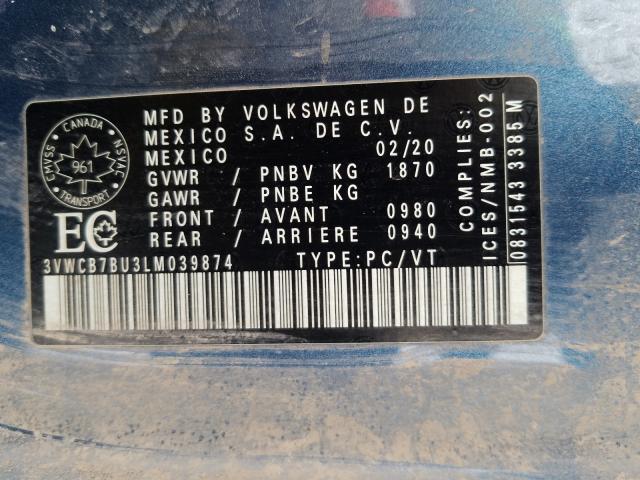 MFD BY VOLKSWAGEN DE
MEXICO S.A. DE C.V.
MEXICO 02/20
GVWR / PNBV KG 1870
GAWR / PNBE KG
FRONT / AVANT 0980
REAR / ARRIERE 0940
3VWCB7BU3LM039874 TYPE:PC/VT
CANADA
CMVSS
NSVAC
961
TRANSPORT
EC
COMPLIES:
ICES/NMB-002
0831543 3385 M